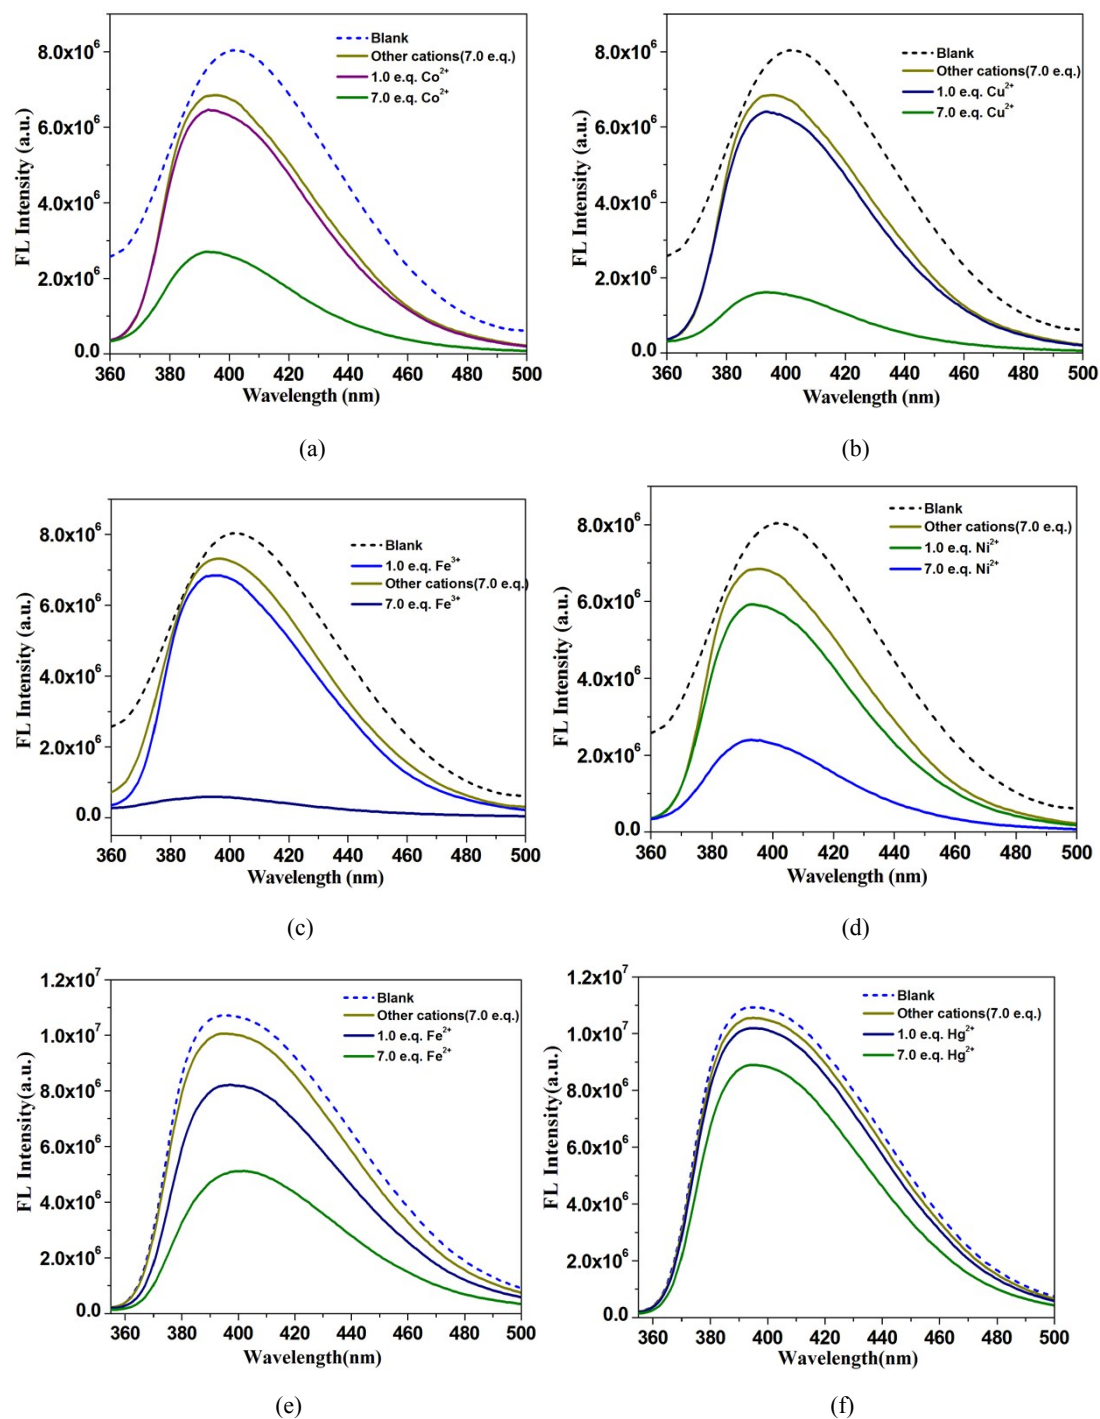 Blank
Other cations(7.0 e.q.)
1.0 e.q. Co2+
7.0 e.q. Co2+
8.0x10^6
6.0x10^6
4.0x10^6
2.0x10^6
0.0
FL Intensity (a.u.)
360 380 400 420 440 460 480 500
Wavelength (nm)
(a)
Blank
Other cations(7.0 e.q.)
1.0 e.q. Cu2+
7.0 e.q. Cu2+
8.0x10^6
6.0x10^6
4.0x10^6
2.0x10^6
0.0
FL Intensity (a.u.)
360 380 400 420 440 460 480 500
Wavelength (nm)
(b)
Blank
1.0 e.q. Fe3+
Other cations(7.0 e.q.)
7.0 e.q. Fe3+
8.0x10^6
6.0x10^6
4.0x10^6
2.0x10^6
0.0
FL Intensity (a.u.)
360 380 400 420 440 460 480 500
Wavelength (nm)
(c)
Blank
Other cations(7.0 e.q.)
1.0 e.q. Ni2+
7.0 e.q. Ni2+
8.0x10^6
6.0x10^6
4.0x10^6
2.0x10^6
0.0
FL Intensity (a.u.)
360 380 400 420 440 460 480 500
Wavelength (nm)
(d)
Blank
Other cations(7.0 e.q.)
1.0 e.q. Fe2+
7.0 e.q. Fe2+
1.2x10^7
1.0x10^7
8.0x10^6
6.0x10^6
4.0x10^6
2.0x10^6
0.0
FL Intensity(a.u.)
360 380 400 420 440 460 480 500
Wavelength(nm)
(e)
Blank
Other cations(7.0 e.q.)
1.0 e.q. Hg2+
7.0 e.q. Hg2+
1.2x10^7
1.0x10^7
8.0x10^6
6.0x10^6
4.0x10^6
2.0x10^6
0.0
FL Intensity(a.u.)
360 380 400 420 440 460 480 500
Wavelength(nm)
(f)